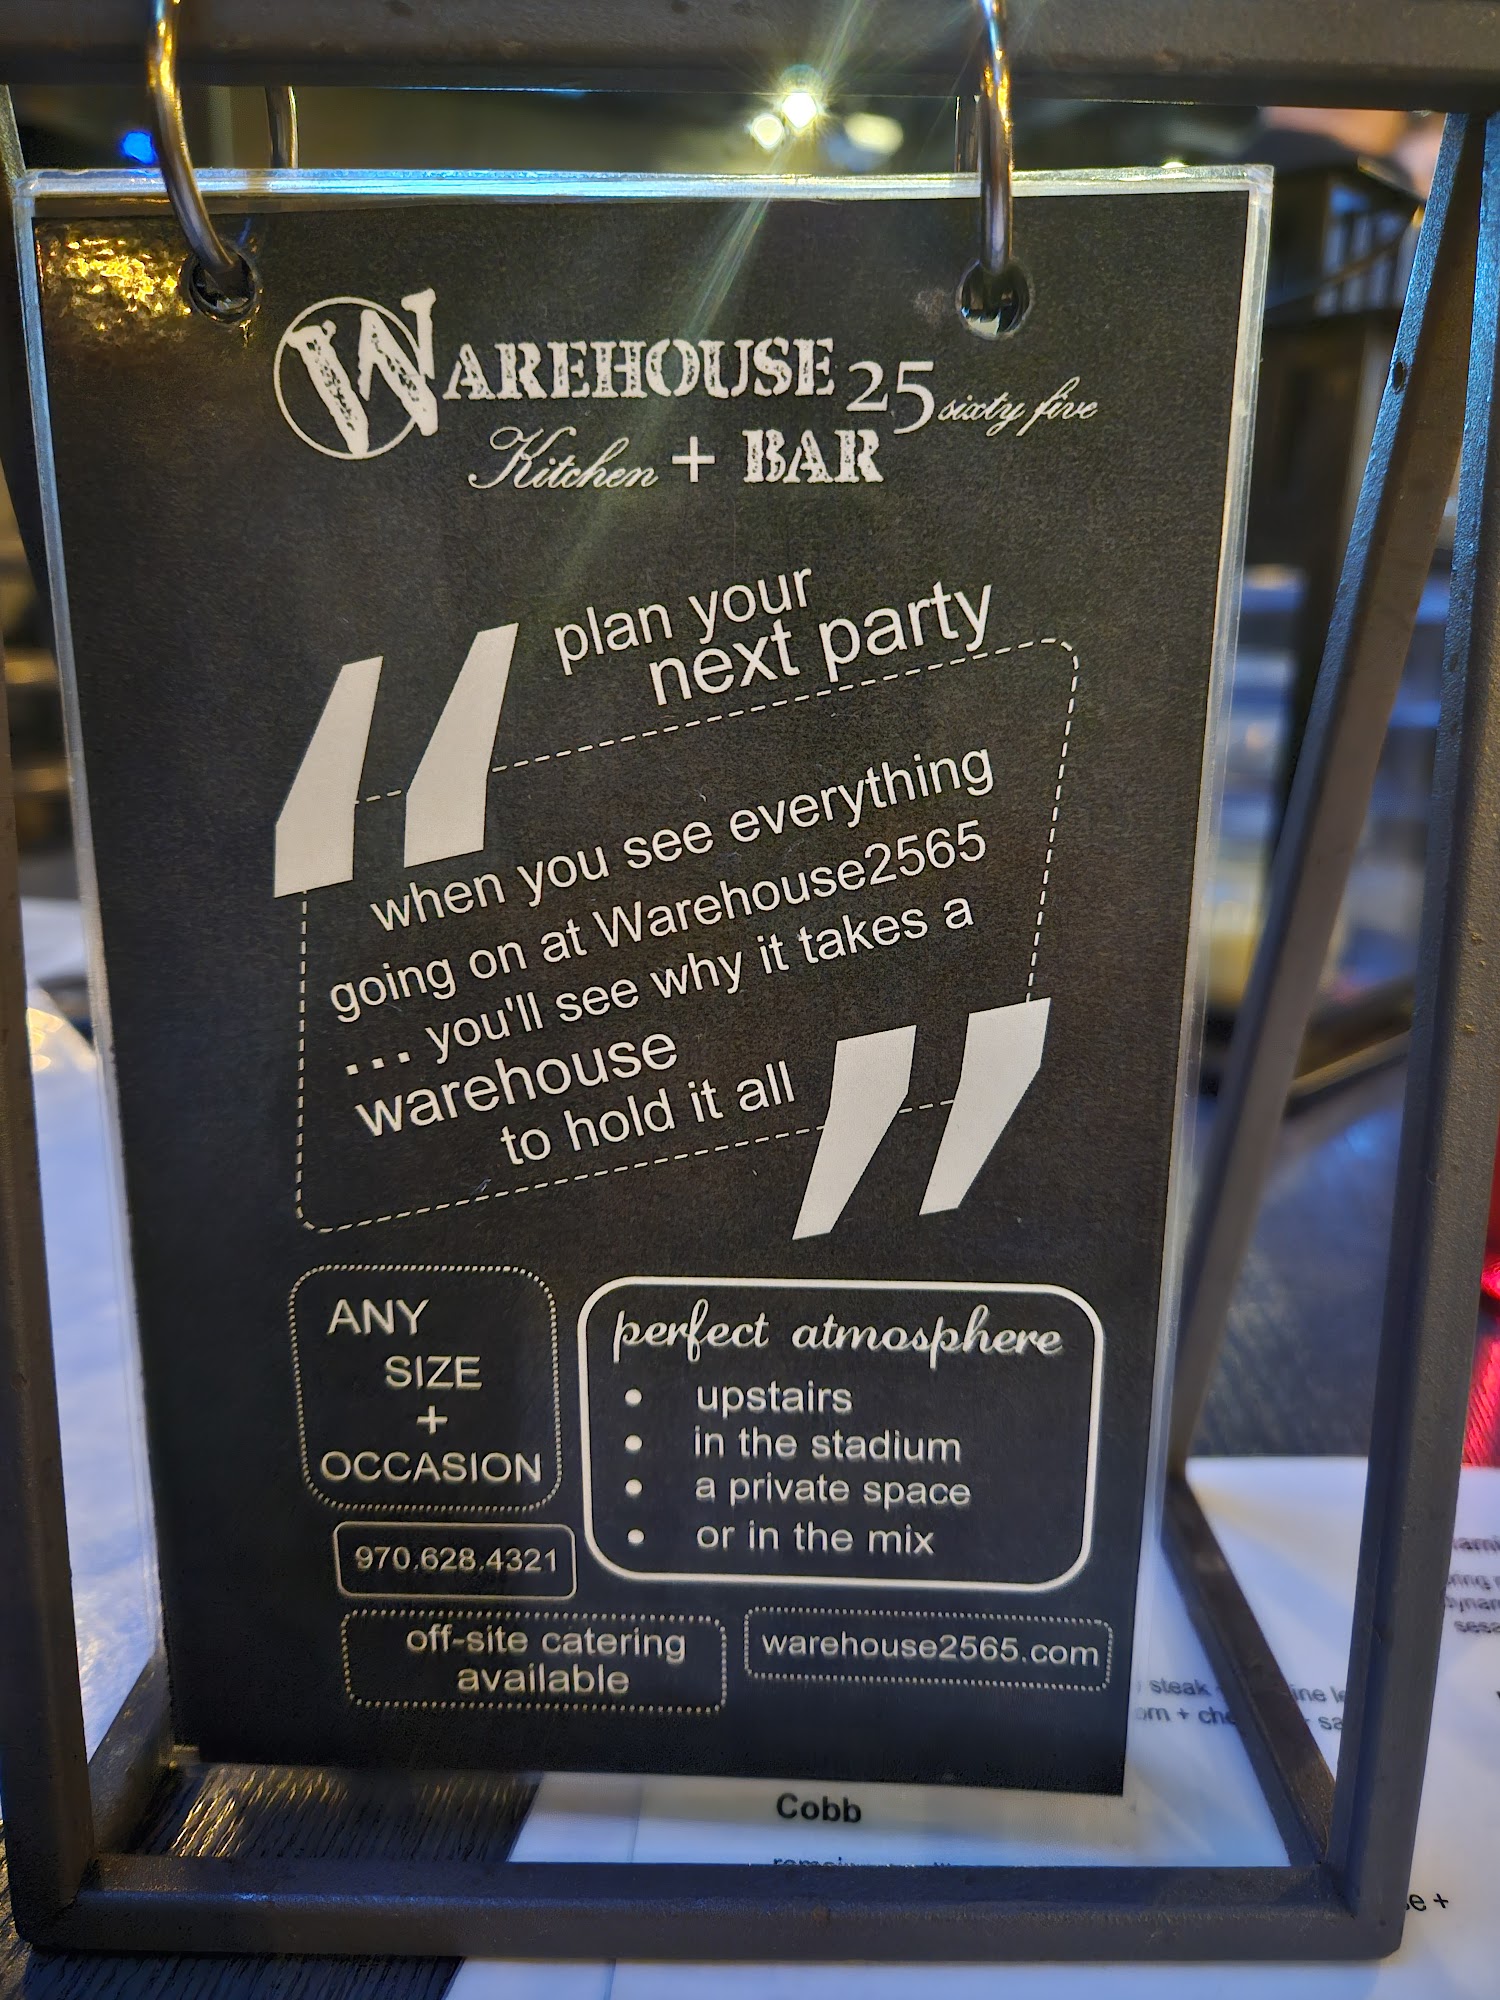 WAREHOUSE 25 sixty five
Kitchen + BAR
plan your
next party
when you see everything
going on at Warehouse2565
... you'll see why it takes a
warehouse
to hold it all
ANY
SIZE
+
OCCASION
perfect atmosphere
• upstairs
• in the stadium
• a private space
• or in the mix
970.628.4321
off-site catering
available
warehouse2565.com
steak
Cobb